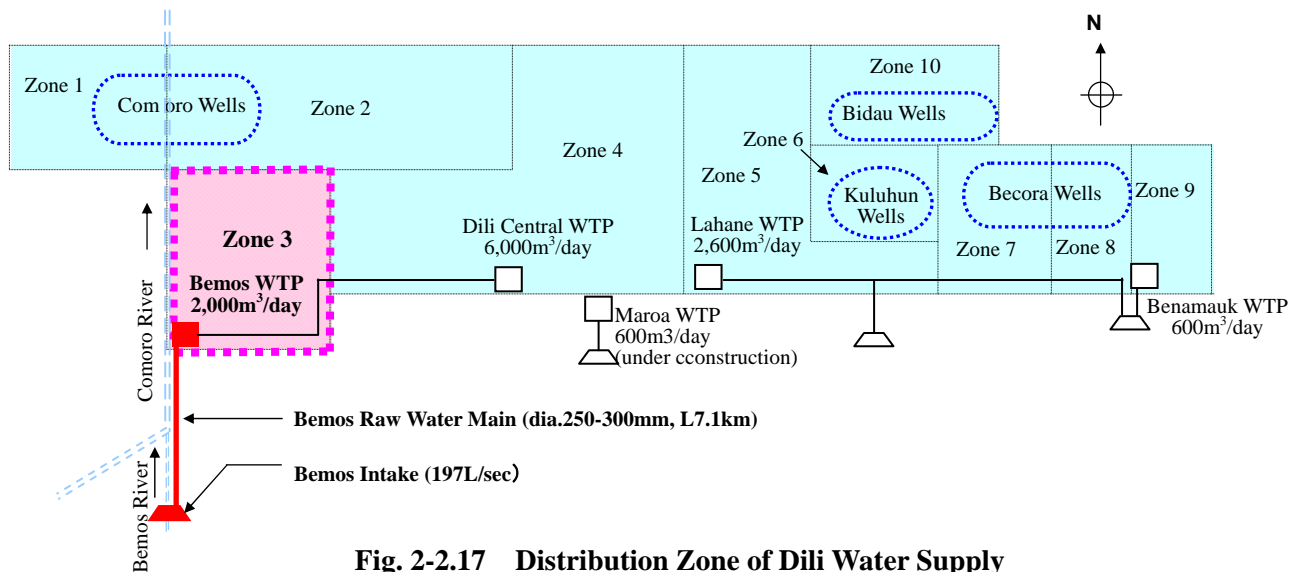 N
Zone 1
Comoro Wells
Zone 2
Zone 10
Bidau Wells
Zone 4
Zone 6
Zone 5
Kuluhun
Wells
Becora Wells
Zone 9
Zone 7
Zone 8
Zone 3
Bemos WTP
2,000m³/day
Dili Central WTP
6,000m³/day
Lahane WTP
2,600m³/day
Maroa WTP
600m3/day
(under cconstruction)
Benamauk WTP
600m³/day
Comoro River
Bemos Raw Water Main (dia.250-300mm, L7.1km)
Bemos Intake (197L/sec）
Bemos River
Fig. 2-2.17 Distribution Zone of Dili Water Supply